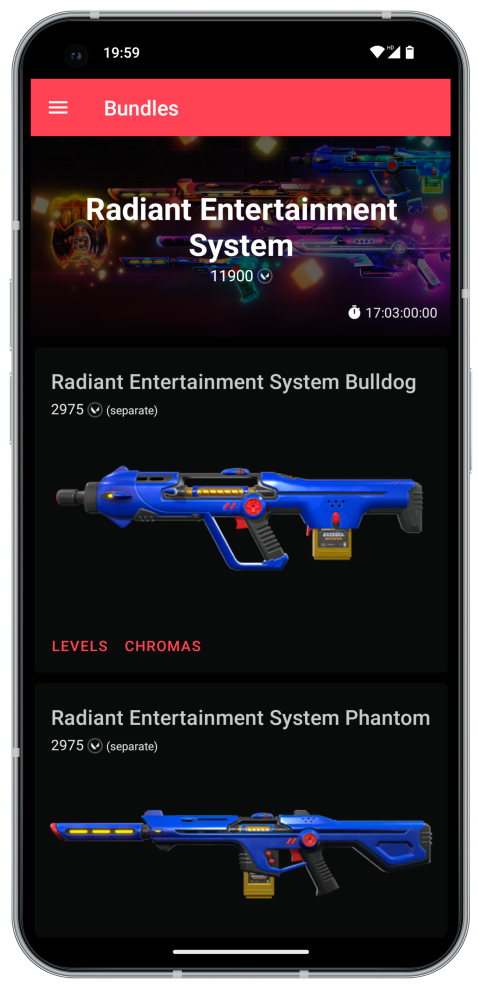 19:59
HD
Bundles
Radiant Entertainment
System
11900
17:03:00:00
Radiant Entertainment System Bulldog
2975 (separate)
LEVELS CHROMAS
Radiant Entertainment System Phantom
2975 (separate)